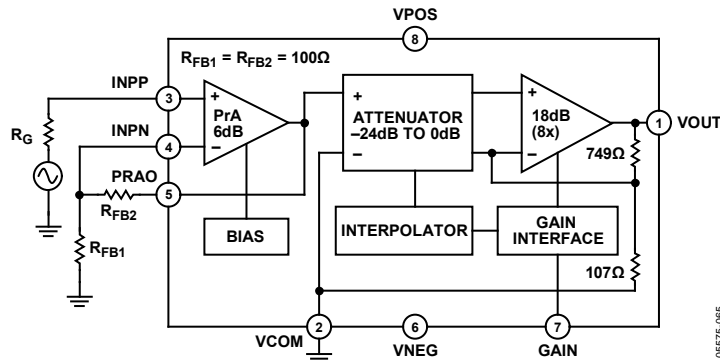 VPOS
8
R_FB1 = R_FB2 = 100Ω
INPP
3
+
PrA
6dB
−
INPN
4
PRAO
5
R_G
R_FB2
R_FB1
BIAS
+
ATTENUATOR
−24dB TO 0dB
−
INTERPOLATOR
+
18dB
(8x)
−
GAIN
INTERFACE
1
VOUT
749Ω
107Ω
VCOM
2
6
VNEG
7
GAIN
05575-065